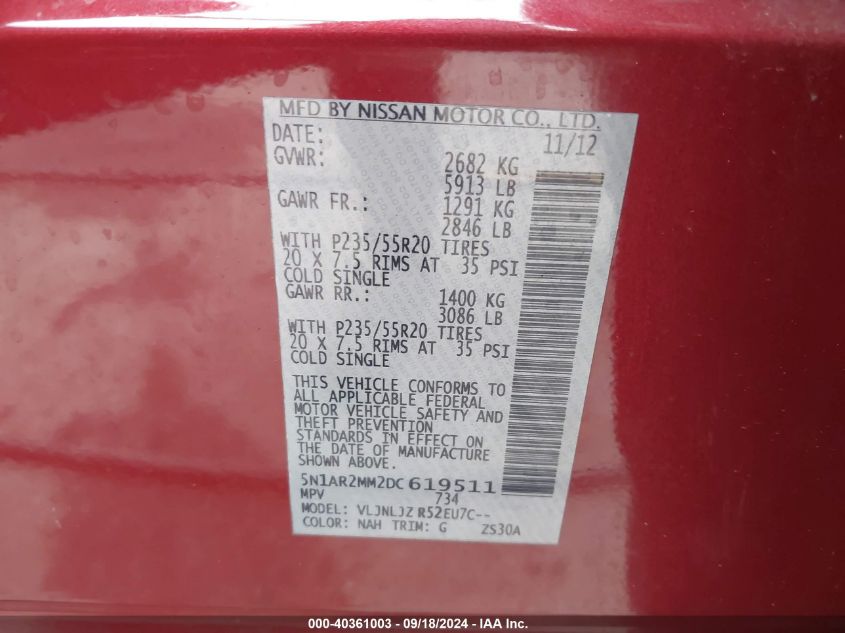 MFD BY NISSAN MOTOR CO., LTD.
DATE: 11/12
GVWR: 2682 KG
5913 LB
GAWR FR.: 1291 KG
2846 LB
WITH P235/55R20 TIRES
20 X 7.5 RIMS AT 35 PSI
COLD SINGLE
GAWR RR.: 1400 KG
3086 LB
WITH P235/55R20 TIRES
20 X 7.5 RIMS AT 35 PSI
COLD SINGLE
THIS VEHICLE CONFORMS TO
ALL APPLICABLE FEDERAL
MOTOR VEHICLE SAFETY AND
THEFT PREVENTION
STANDARDS IN EFFECT ON
THE DATE OF MANUFACTURE
SHOWN ABOVE.
5N1AR2MM2DC619511
MPV 734
MODEL: VLJNLJZ R52EU7C--
COLOR: NAH TRIM: G ZS30A
000-40361003 - 09/18/2024 - IAA Inc.